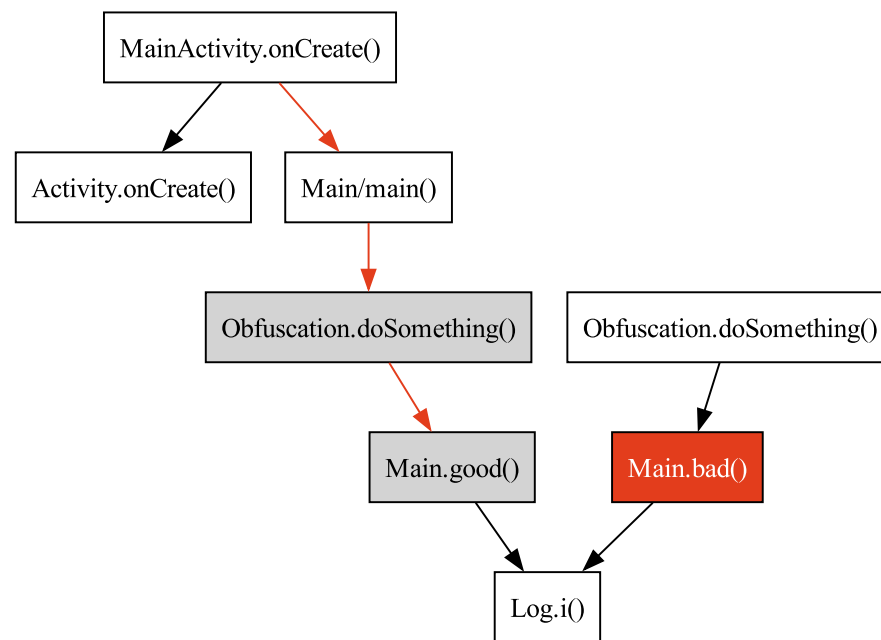 MainActivity.onCreate()
Activity.onCreate()
Main/main()
Obfuscation.doSomething()
Obfuscation.doSomething()
Main.good()
Main.bad()
Log.i()